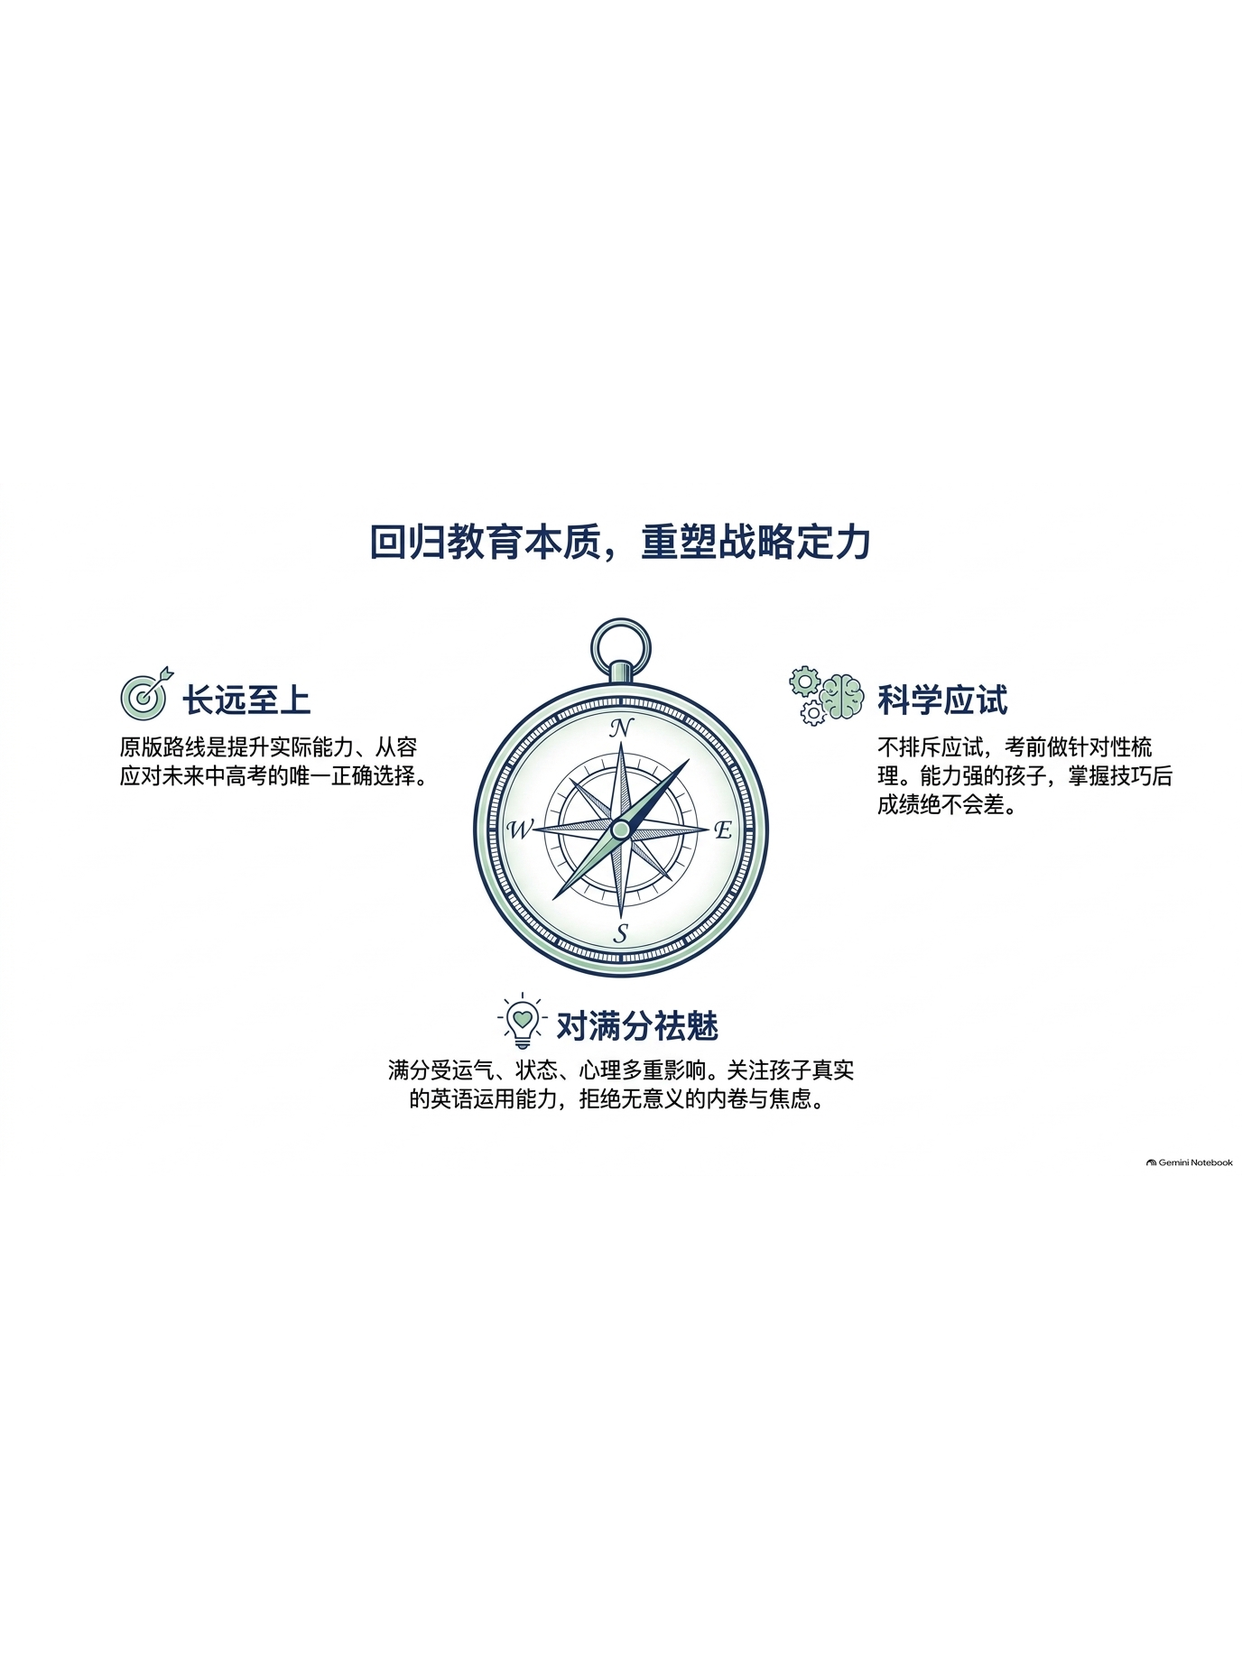 回归教育本质，重塑战略定力
长远至上
原版路线是提升实际能力、从容
应对未来中高考的唯一正确选择。
科学应试
不排斥应试，考前做针对性梳
理。能力强的孩子，掌握技巧后
成绩绝不会差。
N
W
E
S
对满分祛魅
满分受运气、状态、心理多重影响。关注孩子真实
的英语运用能力，拒绝无意义的内卷与焦虑。
Gemini Notebook